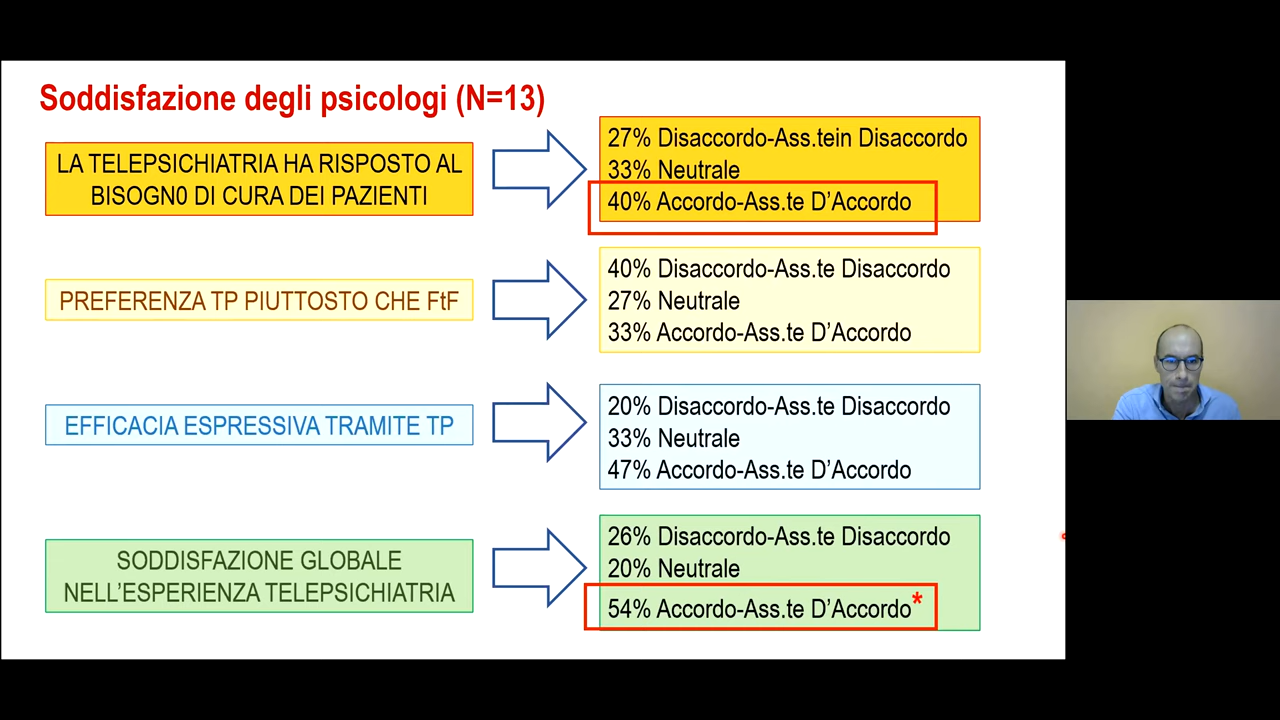 Soddisfazione degli psicologi (N=13)
LA TELEPSICHIATRIA HA RISPOSTO AL
BISOGN0 DI CURA DEI PAZIENTI
27% Disaccordo-Ass.tein Disaccordo
33% Neutrale
40% Accordo-Ass.te D'Accordo
PREFERENZA TP PIUTTOSTO CHE FtF
40% Disaccordo-Ass.te Disaccordo
27% Neutrale
33% Accordo-Ass.te D'Accordo
EFFICACIA ESPRESSIVA TRAMITE TP
20% Disaccordo-Ass.te Disaccordo
33% Neutrale
47% Accordo-Ass.te D'Accordo
SODDISFAZIONE GLOBALE
NELL'ESPERIENZA TELEPSICHIATRIA
26% Disaccordo-Ass.te Disaccordo
20% Neutrale
54% Accordo-Ass.te D'Accordo*